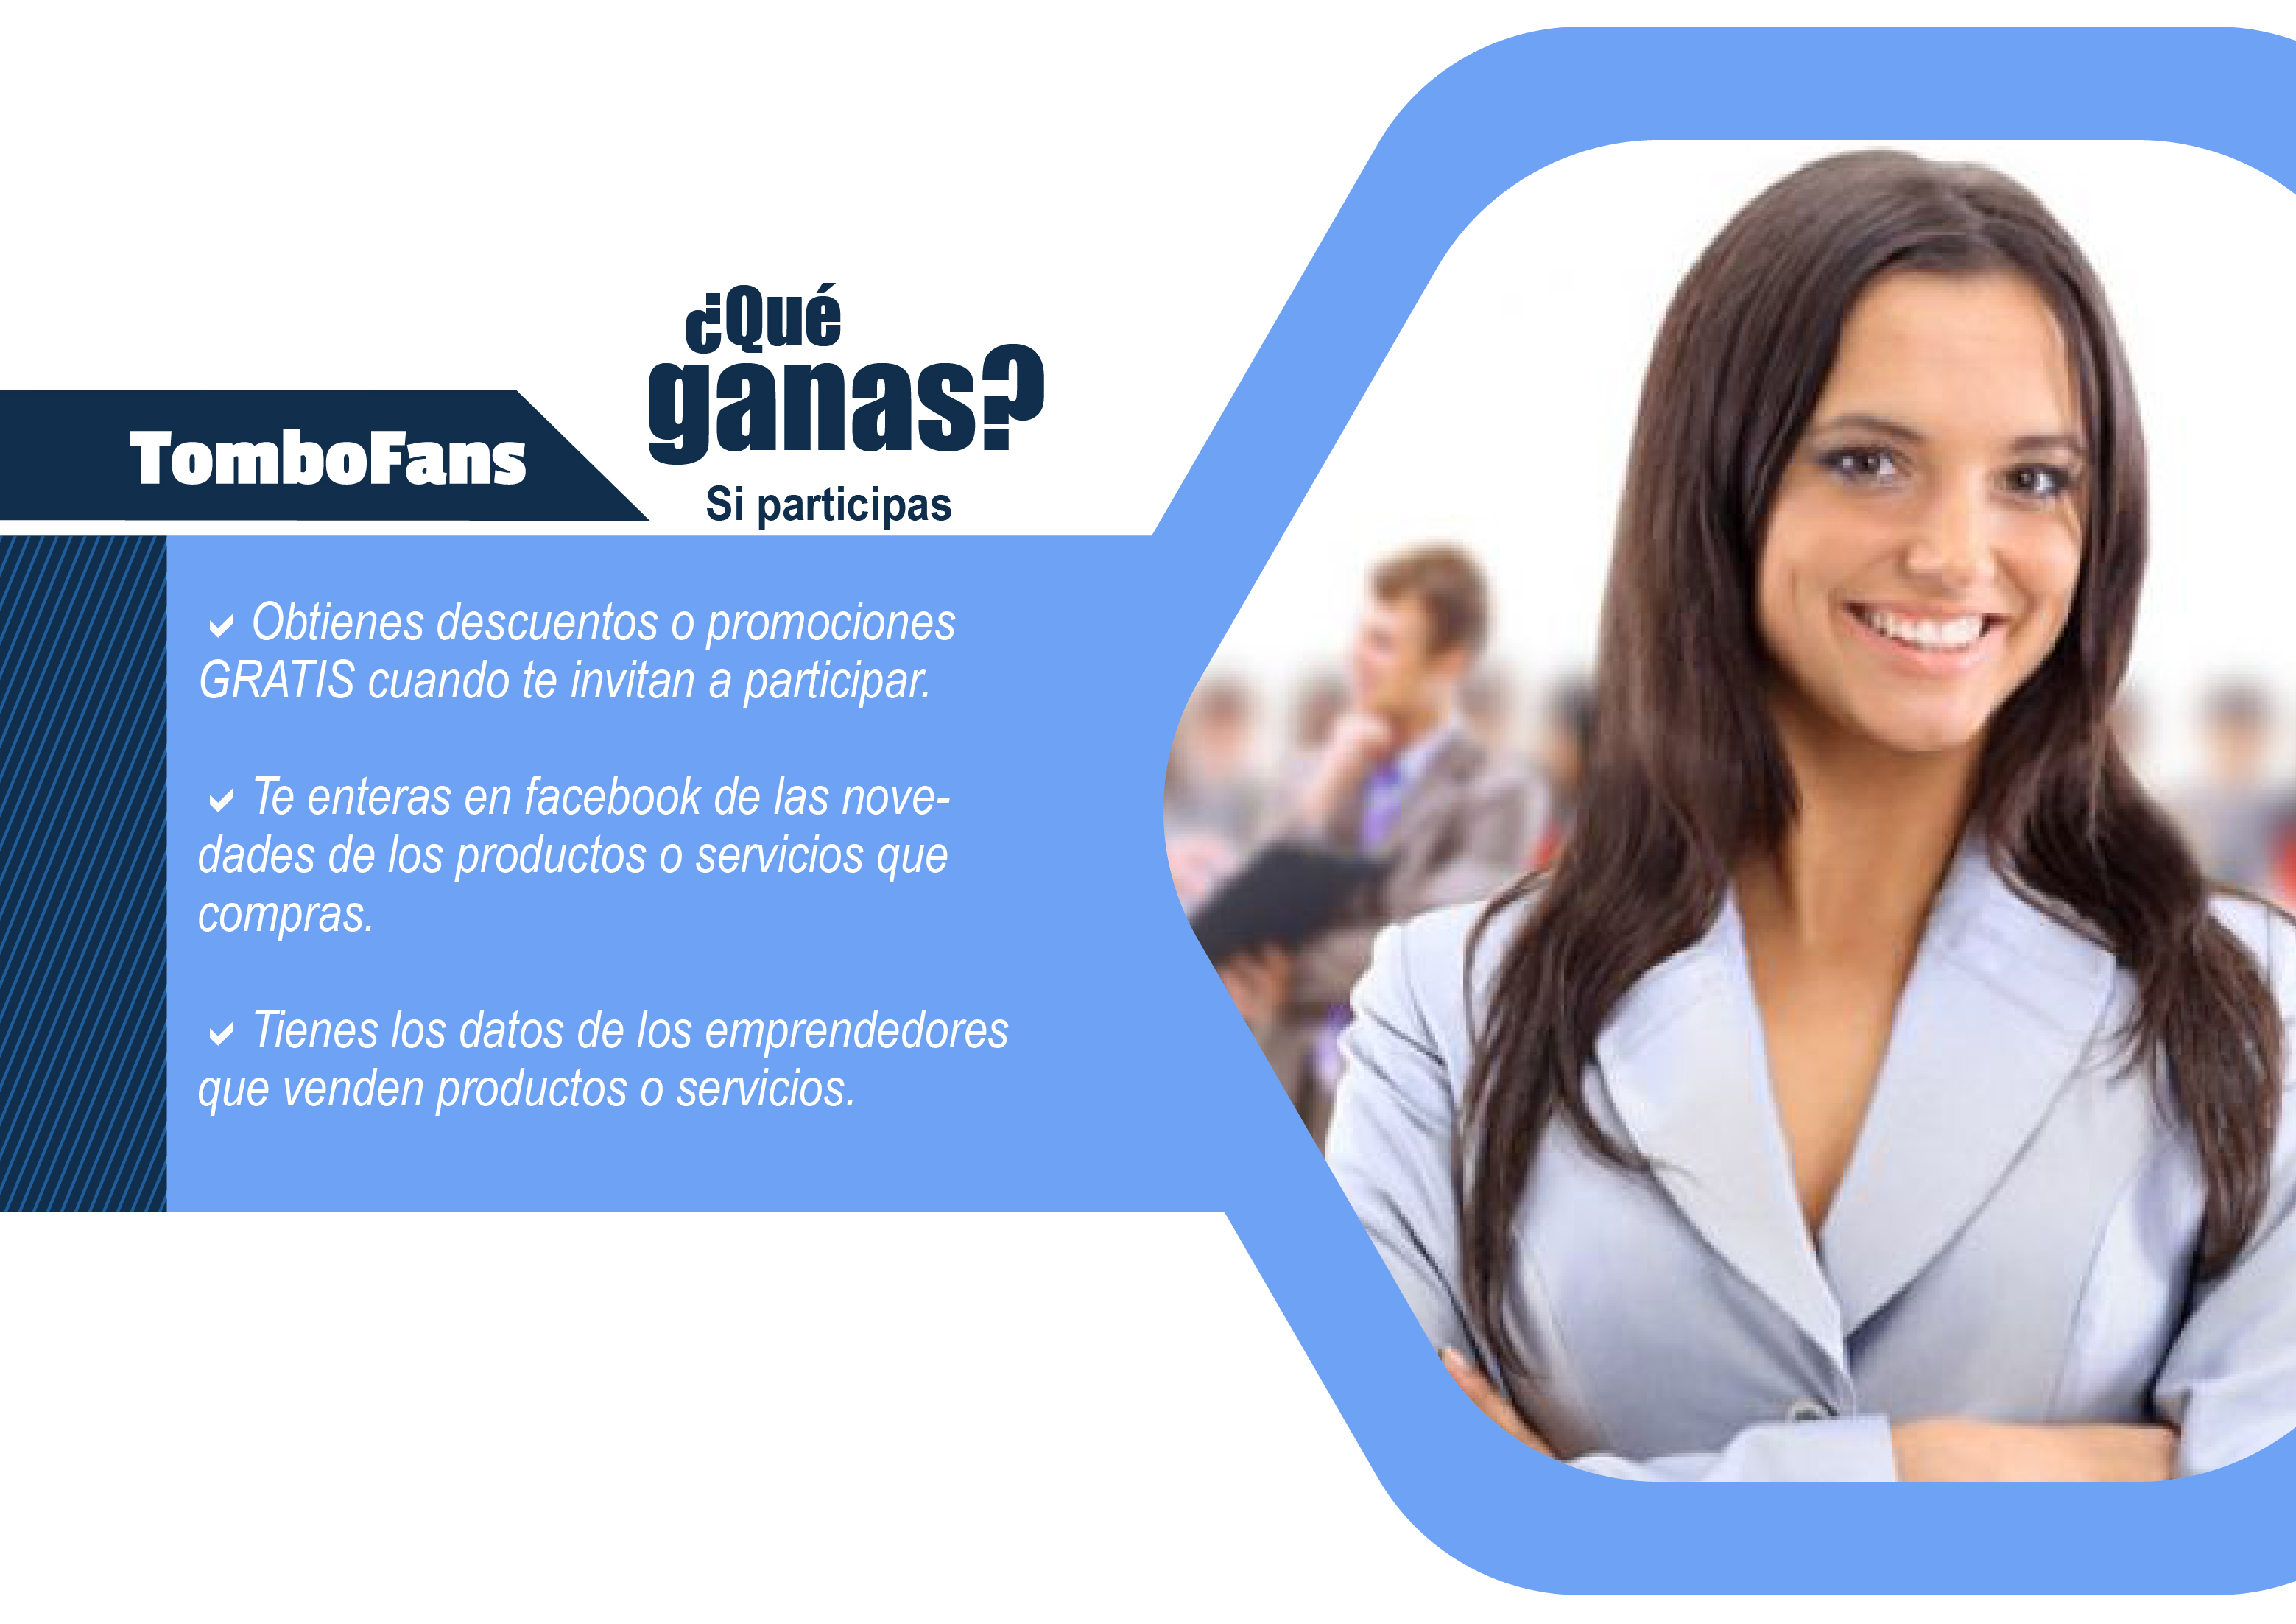 ¿Qué
ganas?
TomboFans
Si participas
Obtienes descuentos o promociones
GRATIS cuando te invitan a participar.
Te enteras en facebook de las nove-
dades de los productos o servicios que
compras.
Tienes los datos de los emprendedores
que venden productos o servicios.